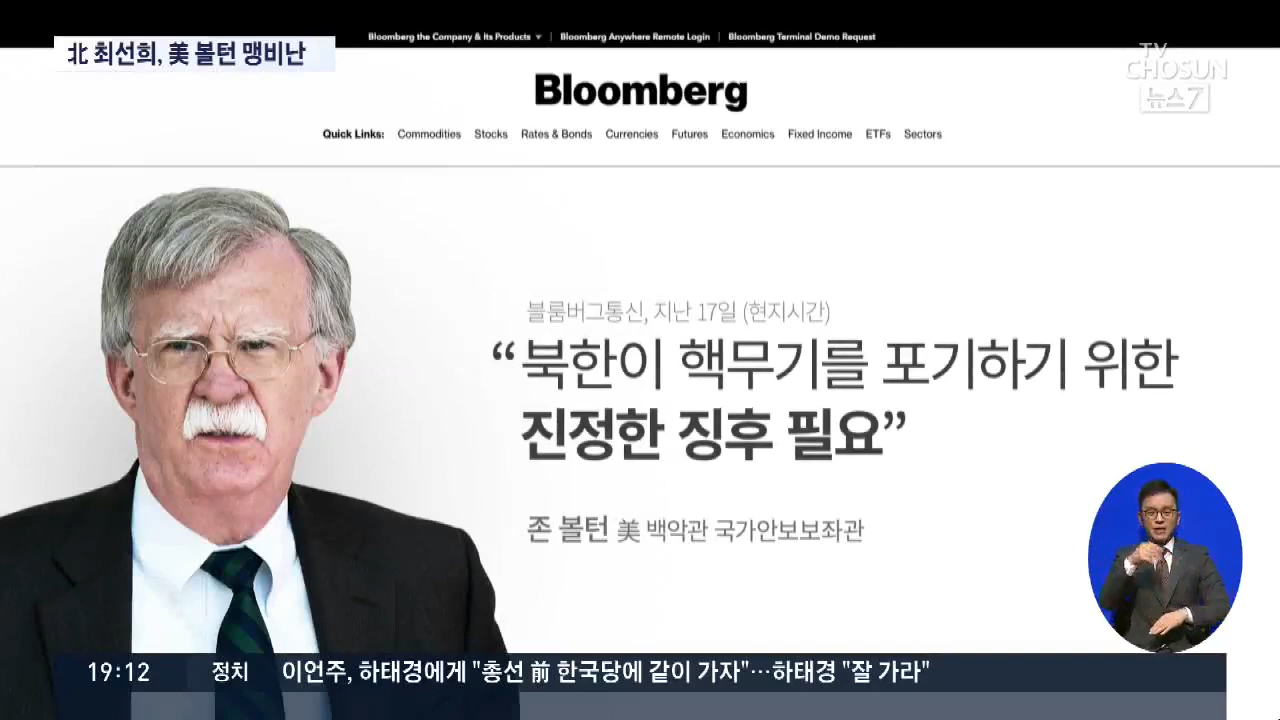 Bloomberg the Company & Its Products ▼ | Bloomberg Anywhere Remote Login | Bloomberg Terminal Demo Request
北 최선희, 美 볼턴 맹비난
TV
CHOSUN
뉴스7
Bloomberg
Quick Links: Commodities Stocks Rates & Bonds Currencies Futures Economics Fixed Income ETFs Sectors
블룸버그통신, 지난 17일 (현지시간)
“북한이 핵무기를 포기하기 위한
진정한 징후 필요”
존 볼턴 美 백악관 국가안보보좌관
19:12 정치 이언주, 하태경에게 "총선 前 한국당에 같이 가자"…하태경 "잘 가라"